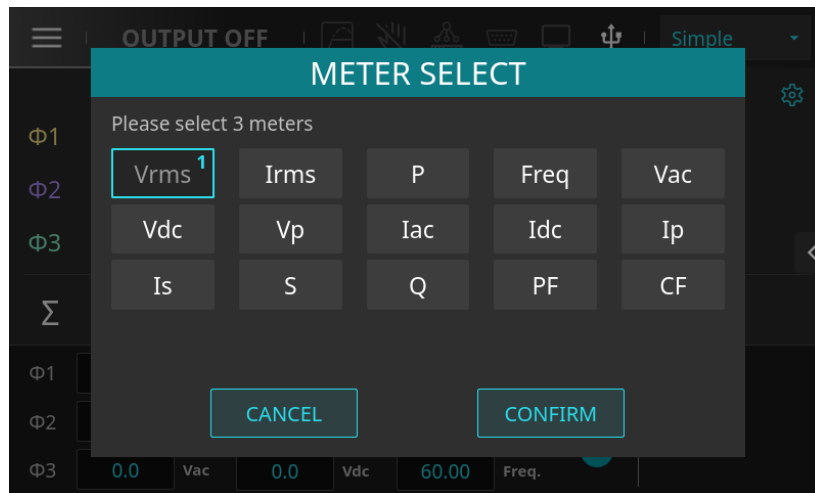 OUTPUT OFF Simple
METER SELECT
Please select 3 meters
Φ1
Vrms 1 Irms P Freq Vac
Φ2
Vdc Vp Iac Idc Ip
Φ3
Is S Q PF CF
Σ
Φ1
CANCEL CONFIRM
Φ2
Φ3 0.0 Vac 0.0 Vdc 60.00 Freq.